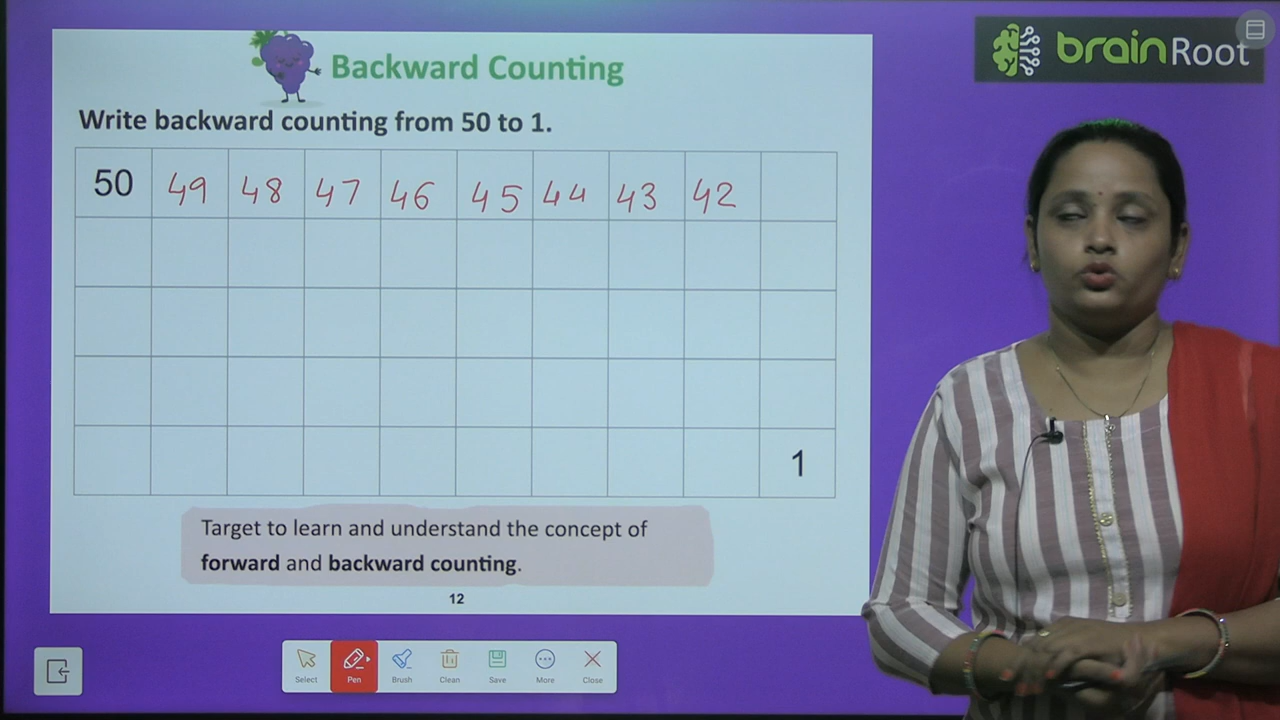 brainRoot
Backward Counting
Write backward counting from 50 to 1.
50 49 48 47 46 45 44 43 42
1
Target to learn and understand the concept of
forward and backward counting.
12
Select Pen Brush Clean Save More Close